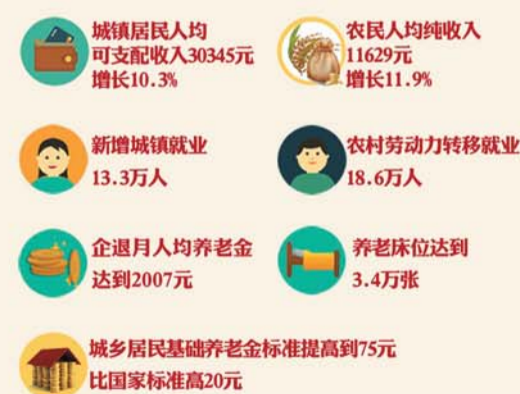 城镇居民人均
可支配收入30345元
增长10.3%
农民人均纯收入
11629元
增长11.9%
新增城镇就业
13.3万人
农村劳动力转移就业
18.6万人
企退月人均养老金
达到2007元
养老床位达到
3.4万张
城乡居民基础养老金标准提高到75元
比国家标准高20元